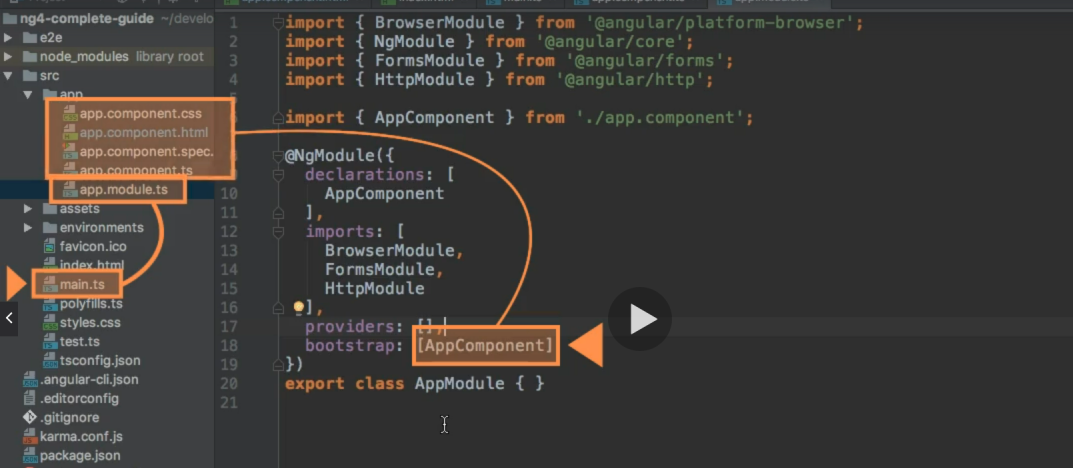 ng4-complete-guide ~/develo
e2e
node_modules library root
src
app
app.component.css
app.component.html
app.component.spec.
app.component.ts
app.module.ts
assets
environments
favicon.ico
index.html
main.ts
polyfills.ts
styles.css
test.ts
tsconfig.json
.angular-cli.json
.editorconfig
.gitignore
karma.conf.js
package.json
1 import { BrowserModule } from '@angular/platform-browser';
2 import { NgModule } from '@angular/core';
3 import { FormsModule } from '@angular/forms';
4 import { HttpModule } from '@angular/http';
import { AppComponent } from './app.component';
@NgModule({
declarations: [
10 AppComponent
11 ],
12 imports: [
13 BrowserModule,
14 FormsModule,
15 HttpModule
16 ],
17 providers: [],
18 bootstrap: [AppComponent]
19 })
20 export class AppModule { }
21